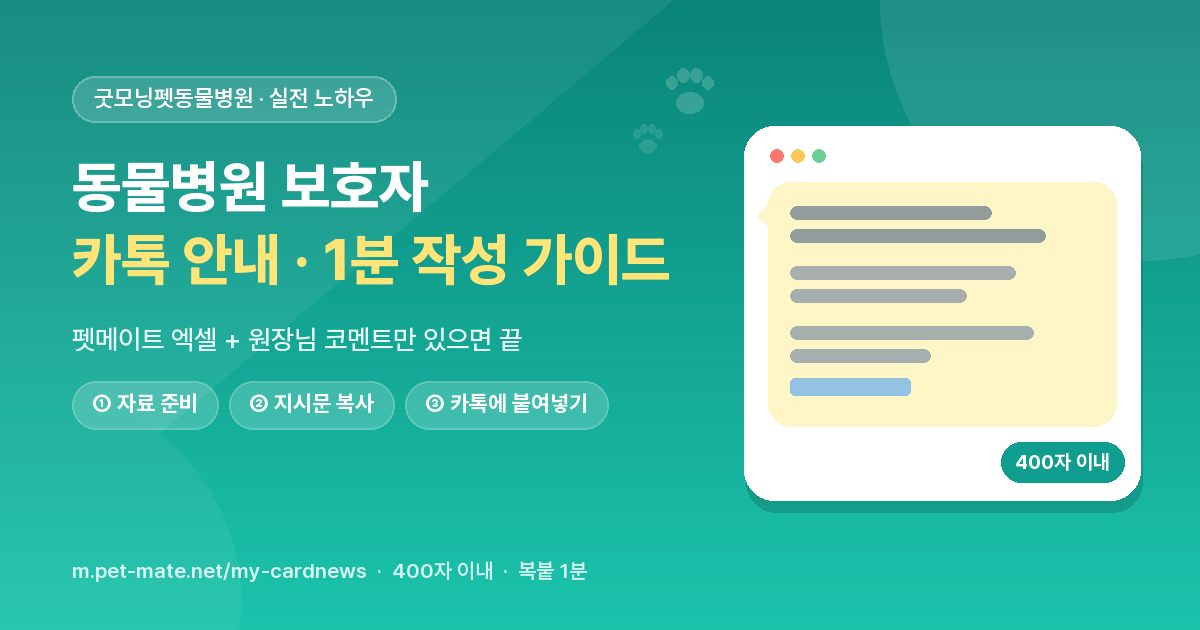 굿모닝펫동물병원 · 실전 노하우
동물병원 보호자
카톡 안내 · 1분 작성 가이드
펫메이트 엑셀 + 원장님 코멘트만 있으면 끝
① 자료 준비
② 지시문 복사
③ 카톡에 붙여넣기
400자 이내
m.pet-mate.net/my-cardnews · 400자 이내 · 복붙 1분